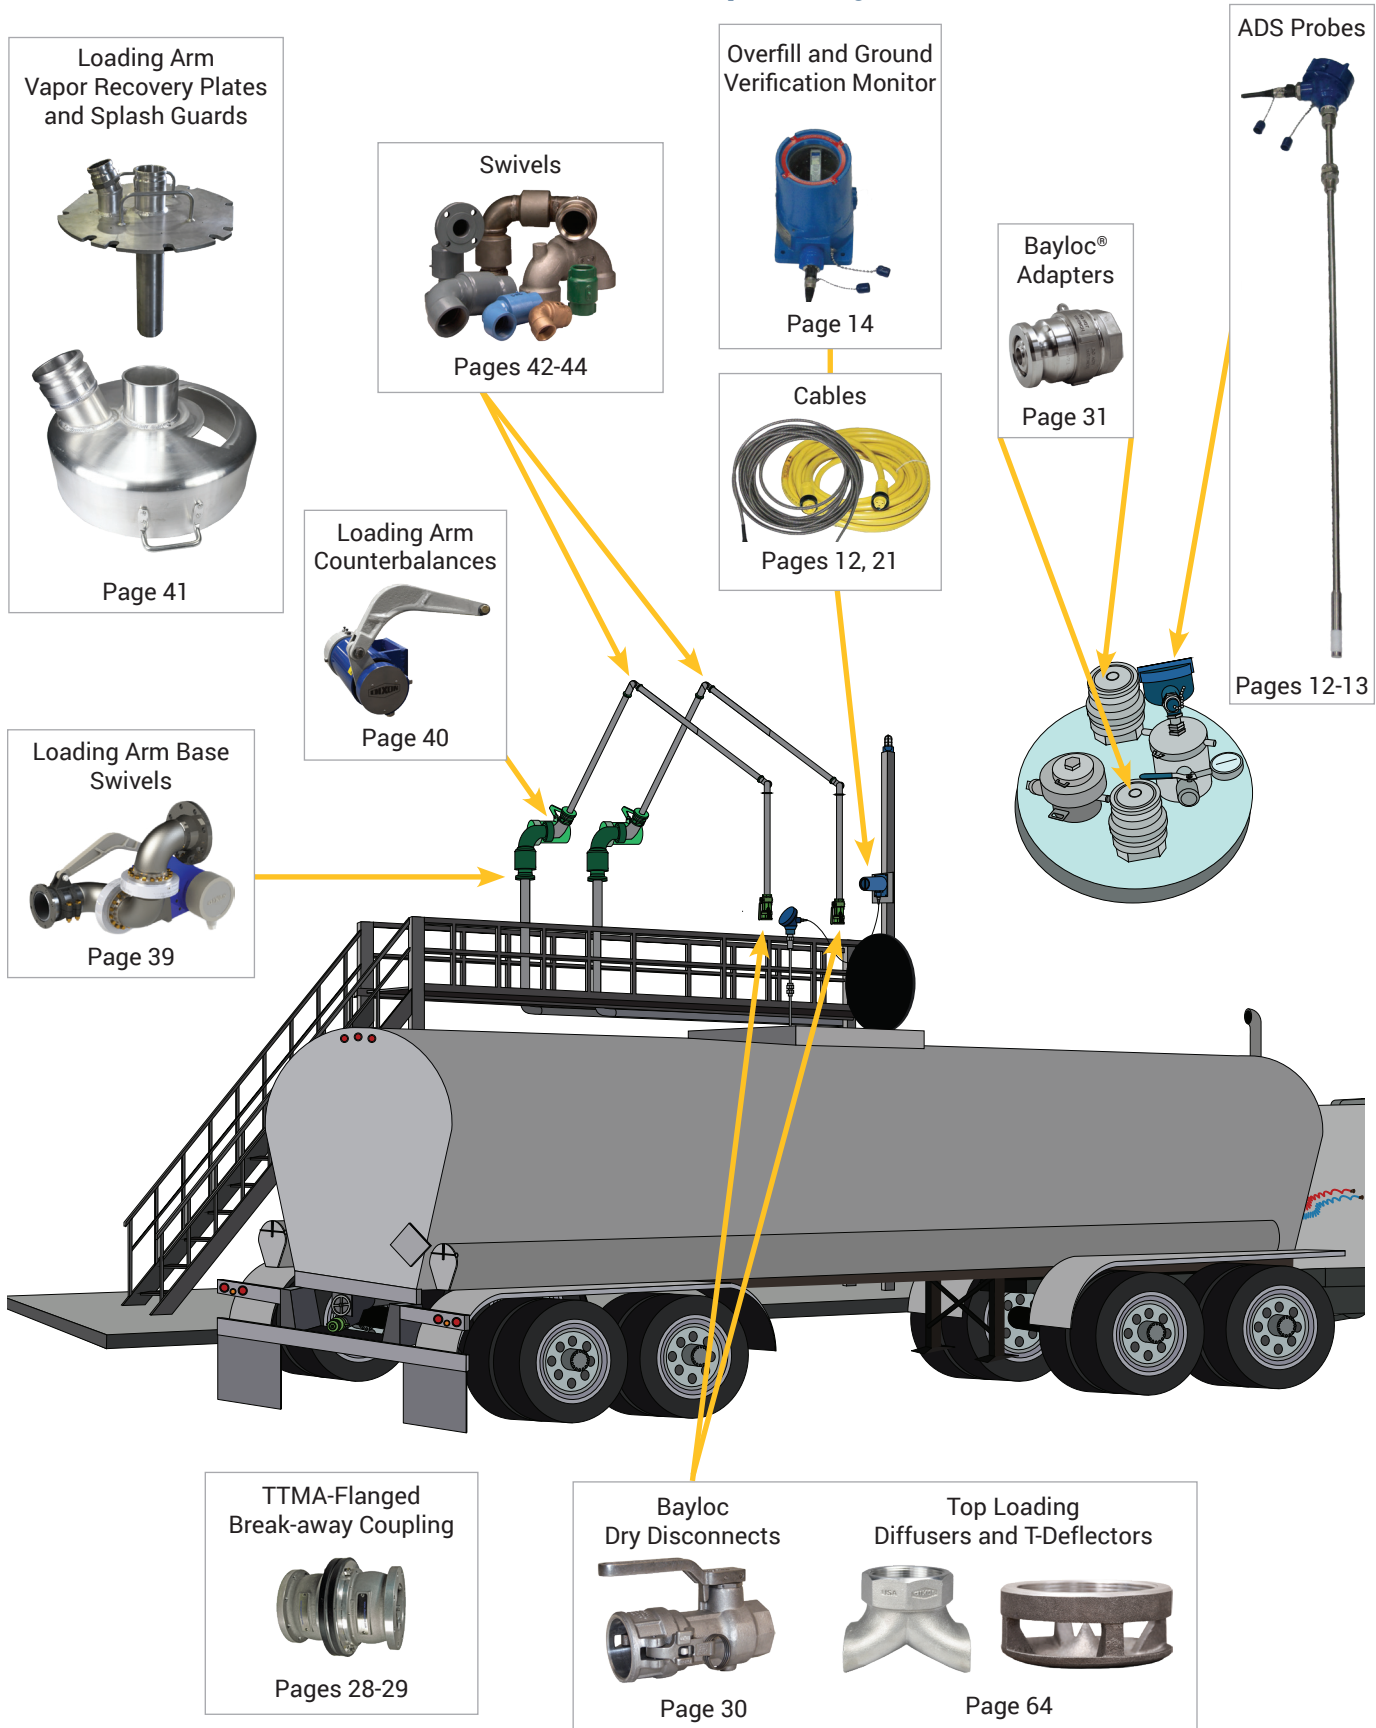 Loading Arm
Vapor Recovery Plates
and Splash Guards
Page 41
Swivels
Pages 42-44
Overfill and Ground
Verification Monitor
Page 14
ADS Probes
Pages 12-13
Bayloc®
Adapters
Page 31
Cables
Pages 12, 21
Loading Arm
Counterbalances
DIXON
Page 40
Loading Arm Base
Swivels
Page 39
TTMA-Flanged
Break-away Coupling
Pages 28-29
Bayloc
Dry Disconnects
Page 30
Top Loading
Diffusers and T-Deflectors
USA
DIXON
Page 64